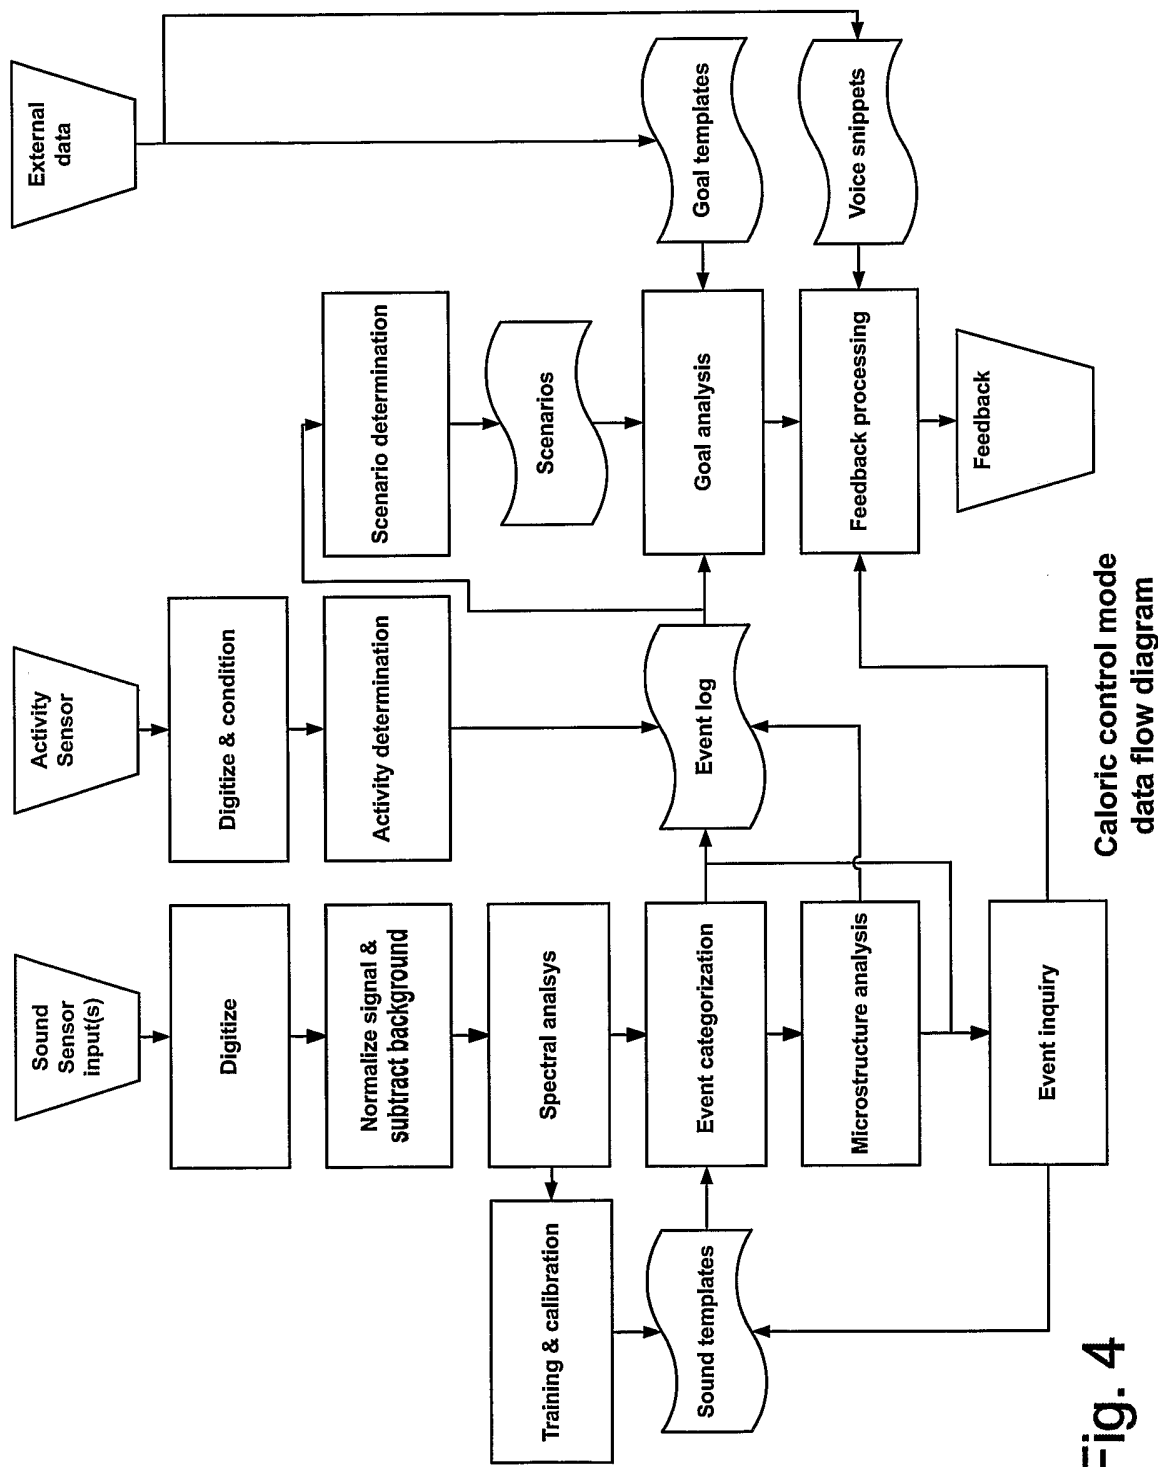 Sound
Sensor
input(s)
Activity
Sensor
External
data
Digitize
Digitize & condition
Normalize signal &
subtract background
Activity determination
Scenario determination
Training & calibration
Spectral analsys
Scenarios
Sound templates
Event categorization
Event log
Goal analysis
Goal templates
Microstructure analysis
Feedback processing
Voice snippets
Event inquiry
Feedback
Fig. 4
Caloric control mode
data flow diagram